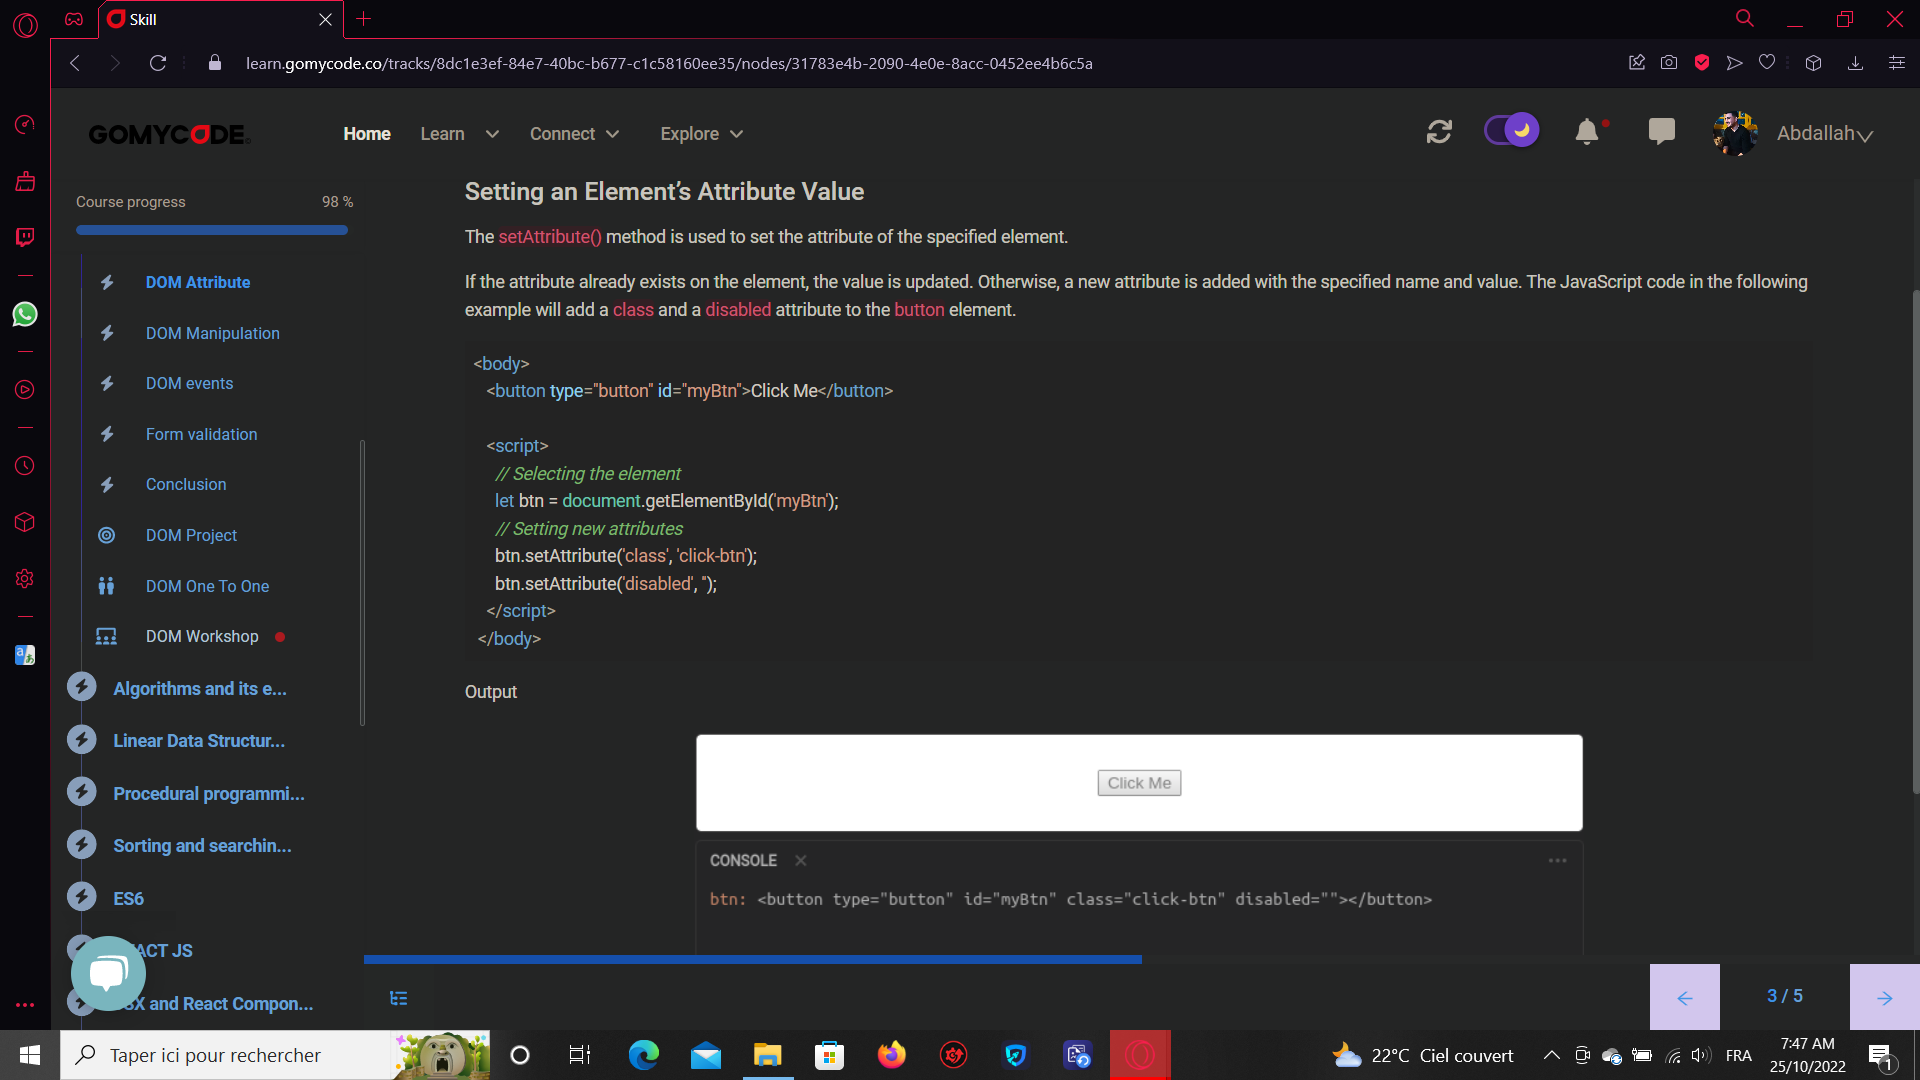 Skill
learn.gomycode.co/tracks/8dc1e3ef-84e7-40bc-b677-c1c58160ee35/nodes/31783e4b-2090-4e0e-8acc-0452ee4b6c5a
GOMYCODE
Home
Learn
Connect
Explore
Abdallah
Course progress
98 %
DOM Attribute
DOM Manipulation
DOM events
Form validation
Conclusion
DOM Project
DOM One To One
DOM Workshop
Algorithms and its e...
Linear Data Structur...
Procedural programmi...
Sorting and searchin...
ES6
ACT JS
X and React Compon...
Setting an Element’s Attribute Value
The setAttribute() method is used to set the attribute of the specified element.
If the attribute already exists on the element, the value is updated. Otherwise, a new attribute is added with the specified name and value. The JavaScript code in the following
example will add a class and a disabled attribute to the button element.
<body>
<button type="button" id="myBtn">Click Me</button>
<script>
// Selecting the element
let btn = document.getElementById('myBtn');
// Setting new attributes
btn.setAttribute('class', 'click-btn');
btn.setAttribute('disabled', '');
</script>
</body>
Output
Click Me
CONSOLE
btn: <button type="button" id="myBtn" class="click-btn" disabled=""></button>
3 / 5
Taper ici pour rechercher
22°C Ciel couvert
FRA
7:47 AM
25/10/2022
1